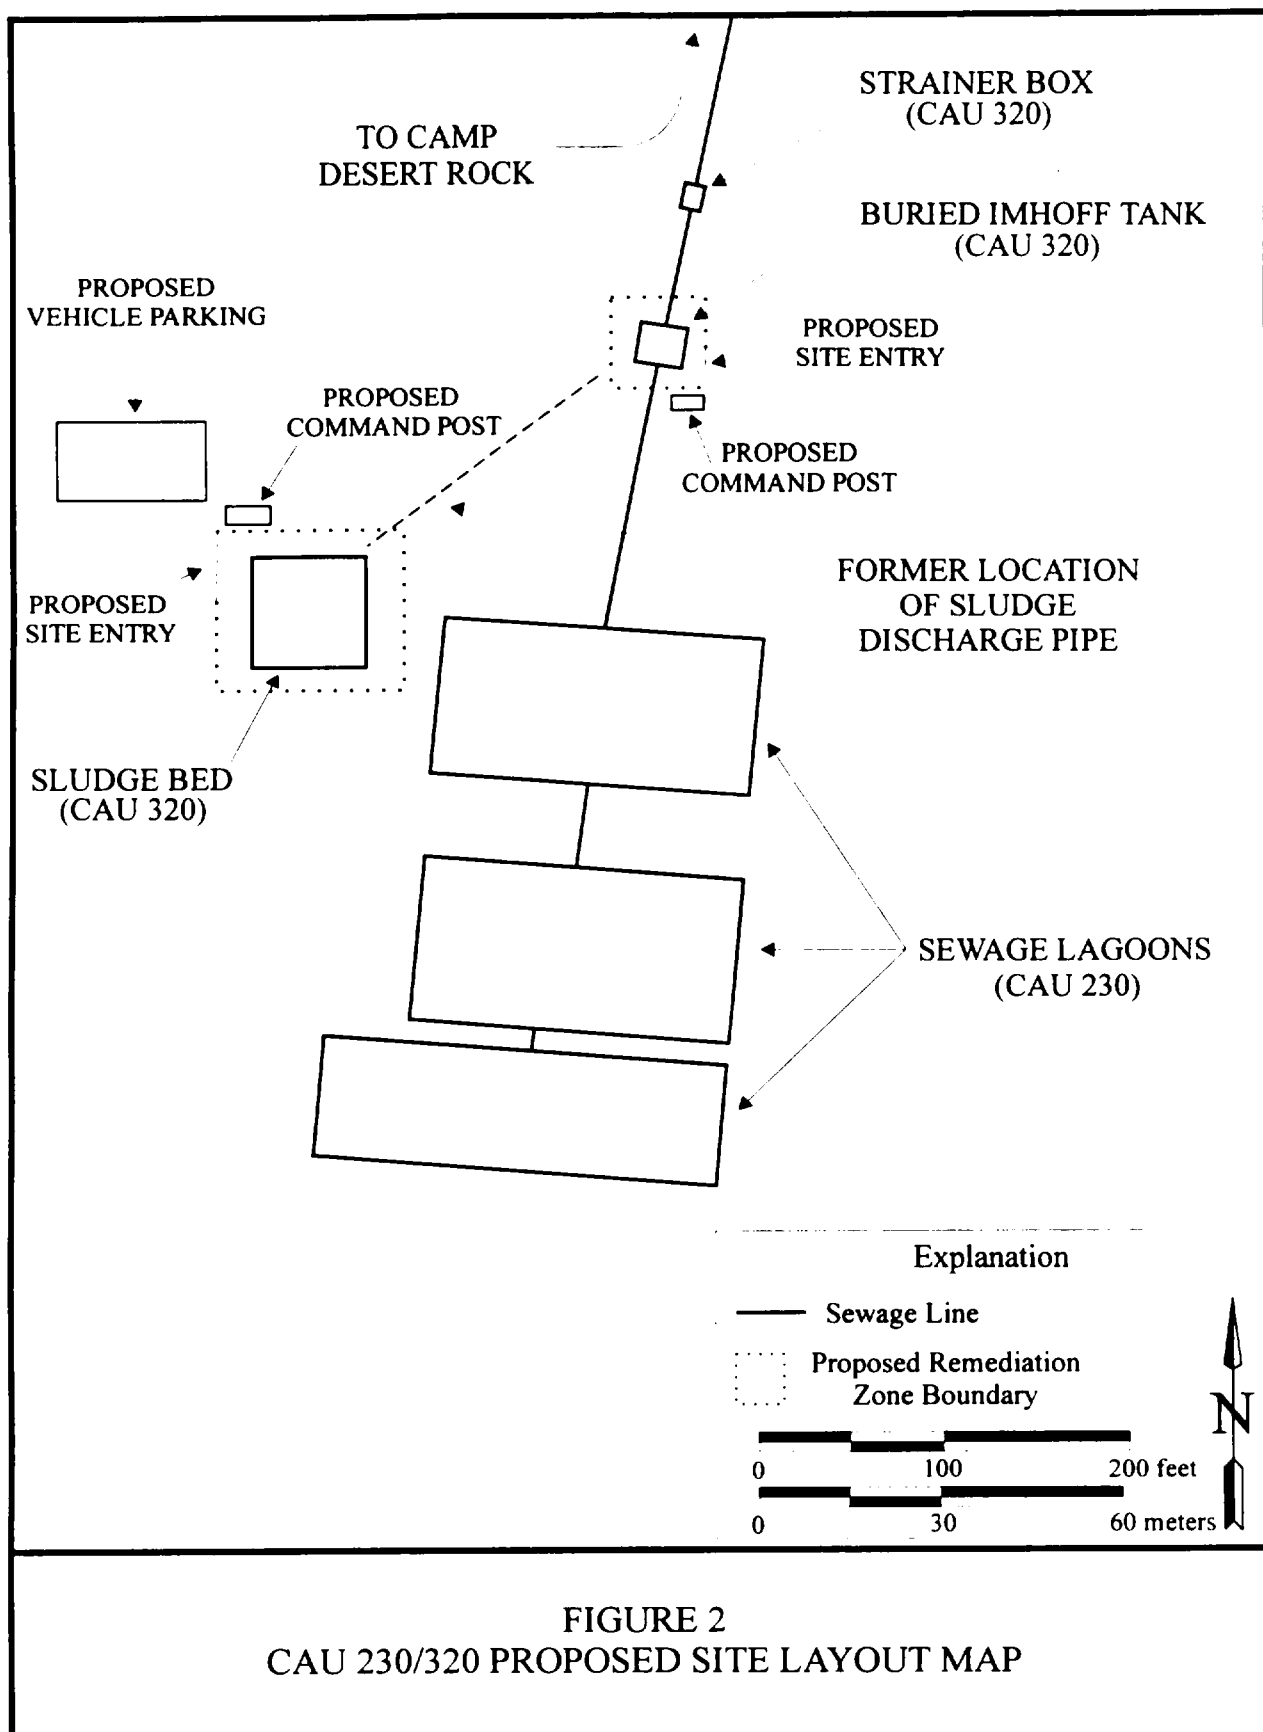 STRAINER BOX
(CAU 320)
TO CAMP
DESERT ROCK
BURIED IMHOFF TANK
(CAU 320)
PROPOSED
VEHICLE PARKING
PROPOSED
SITE ENTRY
PROPOSED
COMMAND POST
PROPOSED
COMMAND POST
FORMER LOCATION
OF SLUDGE
DISCHARGE PIPE
PROPOSED
SITE ENTRY
SLUDGE BED
(CAU 320)
SEWAGE LAGOONS
(CAU 230)
Explanation
Sewage Line
Proposed Remediation
Zone Boundary
0 100 200 feet
0 30 60 meters
N
FIGURE 2
CAU 230/320 PROPOSED SITE LAYOUT MAP